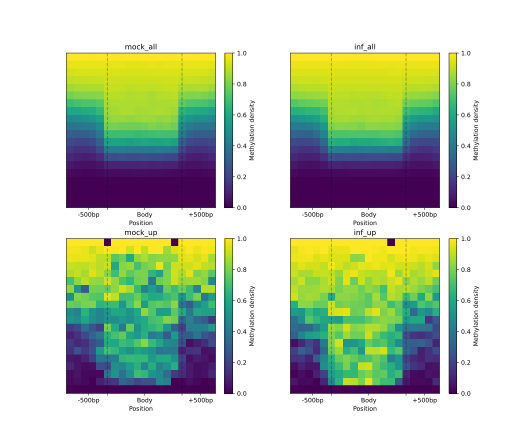 mock_all
inf_all
1.0
0.8
0.6
0.4
0.2
0.0
Methylation density
1.0
0.8
0.6
0.4
0.2
0.0
Methylation density
-500bp
Body
+500bp
Position
-500bp
Body
+500bp
Position
mock_up
inf_up
1.0
0.8
0.6
0.4
0.2
0.0
Methylation density
1.0
0.8
0.6
0.4
0.2
0.0
Methylation density
-500bp
Body
+500bp
Position
-500bp
Body
+500bp
Position